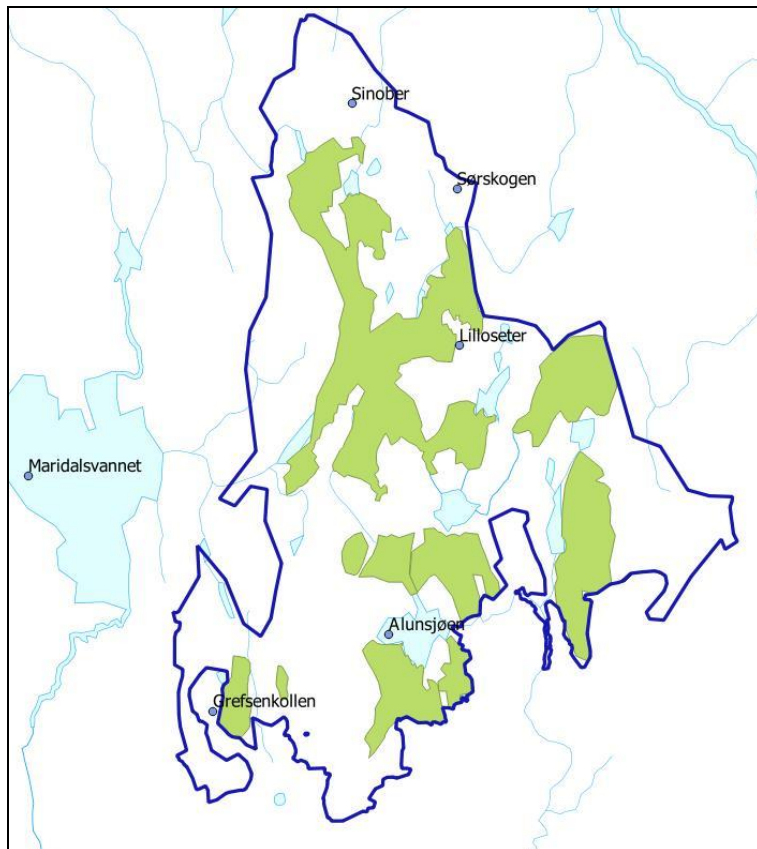 Sinober
Sørskogen
Lilloseter
Maridalsvannet
Alunsjøen
Grefsenkollen